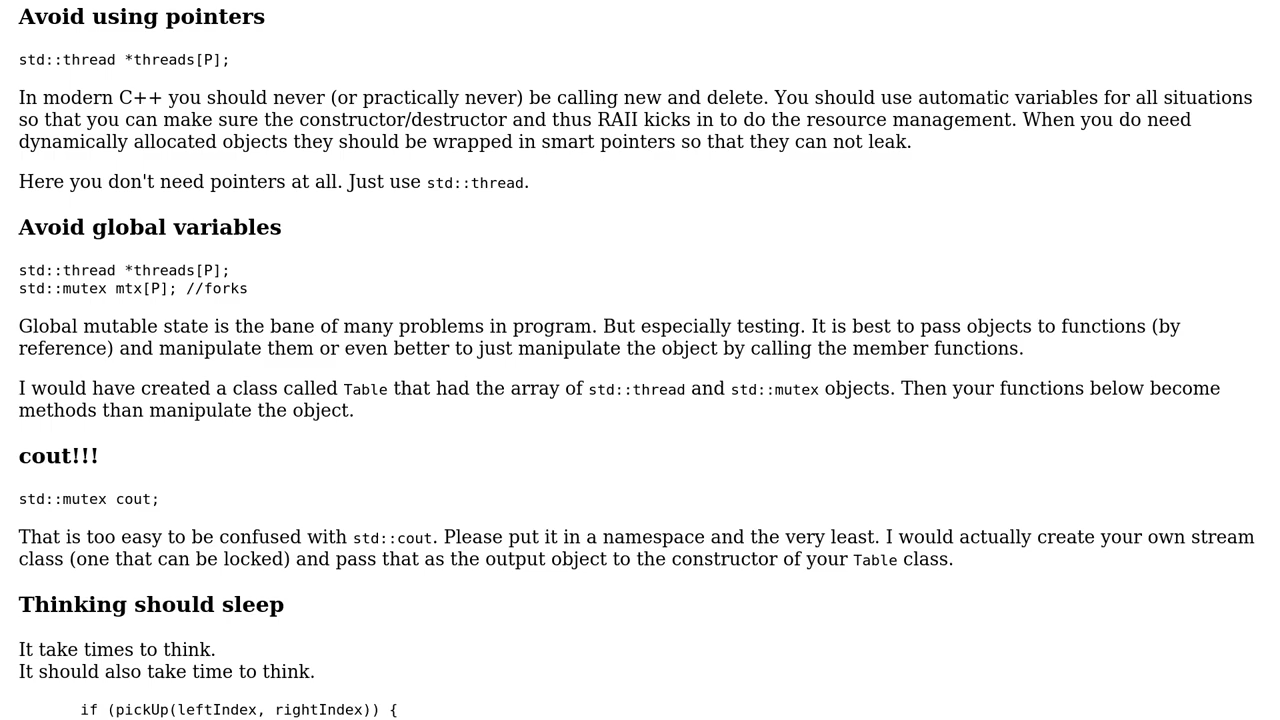 Avoid using pointers
std::thread *threads[P];
In modern C++ you should never (or practically never) be calling new and delete. You should use automatic variables for all situations
so that you can make sure the constructor/destructor and thus RAII kicks in to do the resource management. When you do need
dynamically allocated objects they should be wrapped in smart pointers so that they can not leak.
Here you don't need pointers at all. Just use std::thread.
Avoid global variables
std::thread *threads[P];
std::mutex mtx[P]; //forks
Global mutable state is the bane of many problems in program. But especially testing. It is best to pass objects to functions (by
reference) and manipulate them or even better to just manipulate the object by calling the member functions.
I would have created a class called Table that had the array of std::thread and std::mutex objects. Then your functions below become
methods than manipulate the object.
cout!!!
std::mutex cout;
That is too easy to be confused with std::cout. Please put it in a namespace and the very least. I would actually create your own stream
class (one that can be locked) and pass that as the output object to the constructor of your Table class.
Thinking should sleep
It take times to think.
It should also take time to think.
if (pickUp(leftIndex, rightIndex)) {